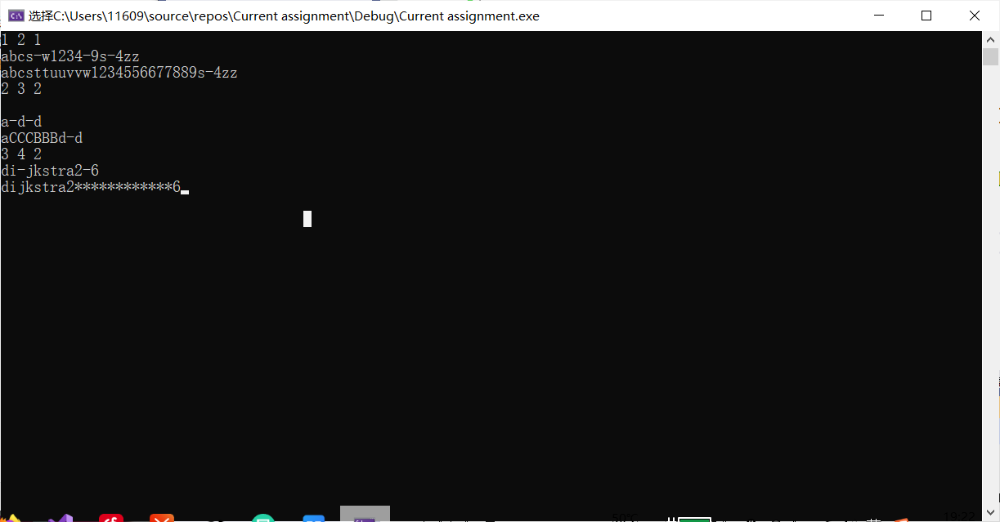 选择C:\Users\11609\source\repos\Current assignment\Debug\Current assignment.exe
1 2 1
abcs-w1234-9s-4zz
abcsttuuvvw1234556677889s-4zz
2 3 2
a-d-d
aCCCBBBd-d
3 4 2
di-jkstra2-6
dijkstra2************6